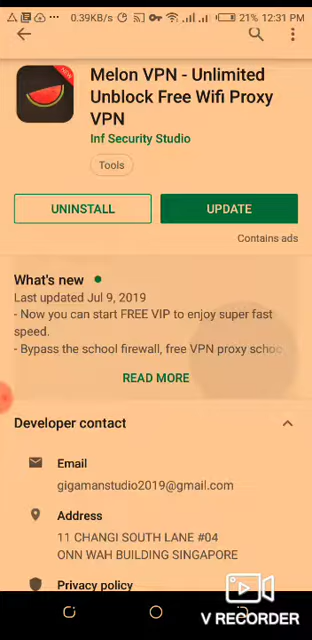 0.39KB/s 21% 12:31 PM
NEW
Melon VPN - Unlimited
Unblock Free Wifi Proxy
VPN
Inf Security Studio
Tools
UNINSTALL
UPDATE
Contains ads
What's new
Last updated Jul 9, 2019
- Now you can start FREE VIP to enjoy super fast
speed.
- Bypass the school firewall, free VPN proxy schoo
READ MORE
Developer contact
Email
gigamanstudio2019@gmail.com
Address
11 CHANGI SOUTH LANE #04
ONN WAH BUILDING SINGAPORE
Privacy policy
V RECORDER